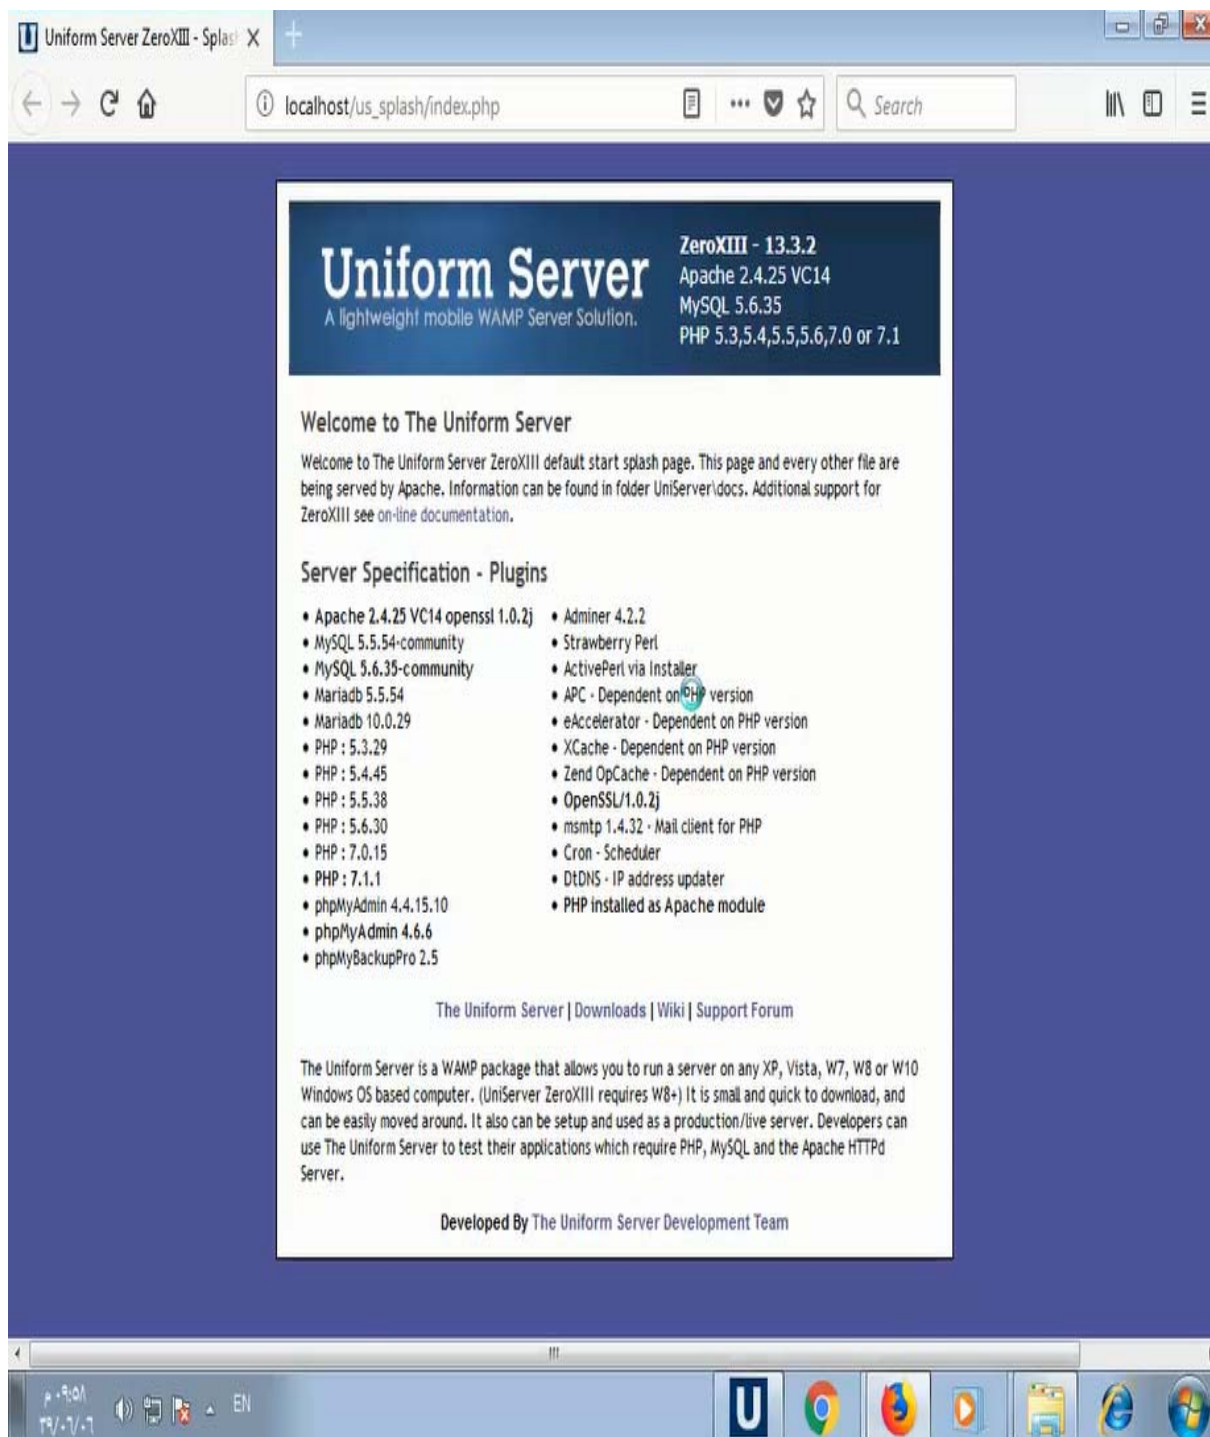 Uniform Server ZeroXIII - Splas
localhost/us_splash/index.php
Search
Uniform Server
A lightweight mobile WAMP Server Solution.
ZeroXIII - 13.3.2
Apache 2.4.25 VC14
MySQL 5.6.35
PHP 5.3,5.4,5.5,5.6,7.0 or 7.1
Welcome to The Uniform Server
Welcome to The Uniform Server ZeroXIII default start splash page. This page and every other file are
being served by Apache. Information can be found in folder UniServer\docs. Additional support for
ZeroXIII see on-line documentation.
Server Specification - Plugins
• Apache 2.4.25 VC14 openssl 1.0.2j
• MySQL 5.5.54-community
• MySQL 5.6.35-community
• Mariadb 5.5.54
• Mariadb 10.0.29
• PHP : 5.3.29
• PHP : 5.4.45
• PHP : 5.5.38
• PHP : 5.6.30
• PHP : 7.0.15
• PHP : 7.1.1
• phpMyAdmin 4.4.15.10
• phpMyAdmin 4.6.6
• phpMyBackupPro 2.5
• Adminer 4.2.2
• Strawberry Perl
• ActivePerl via Installer
• APC - Dependent on PHP version
• eAccelerator - Dependent on PHP version
• XCache - Dependent on PHP version
• Zend OpCache - Dependent on PHP version
• OpenSSL/1.0.2j
• msmtp 1.4.32 - Mail client for PHP
• Cron - Scheduler
• DtDNS - IP address updater
• PHP installed as Apache module
The Uniform Server | Downloads | Wiki | Support Forum
The Uniform Server is a WAMP package that allows you to run a server on any XP, Vista, W7, W8 or W10
Windows OS based computer. (UniServer ZeroXIII requires W8+) It is small and quick to download, and
can be easily moved around. It also can be setup and used as a production/live server. Developers can
use The Uniform Server to test their applications which require PHP, MySQL and the Apache HTTPd
Server.
Developed By The Uniform Server Development Team
٠٩:٥٨ م
٣٩/٠٦/٠٦
EN